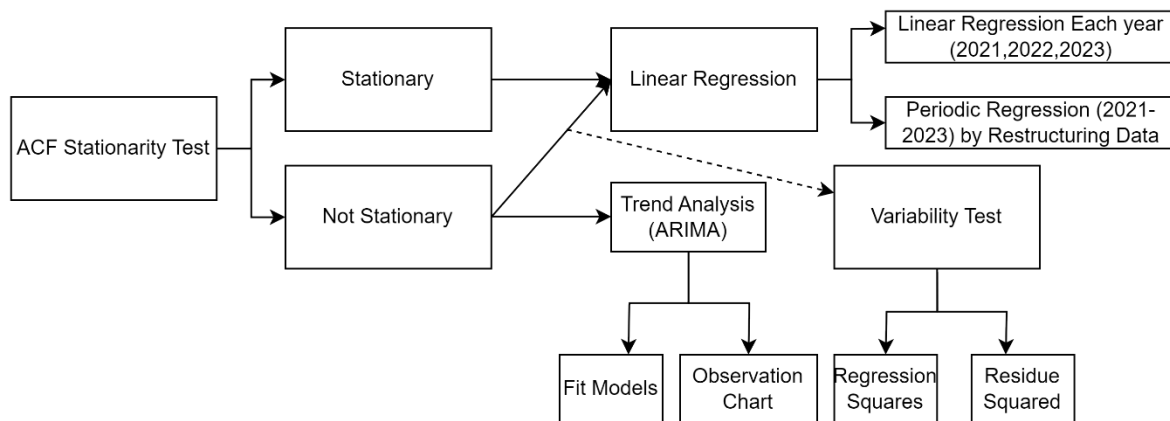 Linear Regression Each year
(2021,2022,2023)
Stationary
Linear Regression
ACF Stationarity Test
Periodic Regression (2021-
2023) by Restructuring Data
Not Stationary
Trend Analysis
(ARIMA)
Variability Test
Fit Models
Observation
Chart
Regression
Squares
Residue
Squared